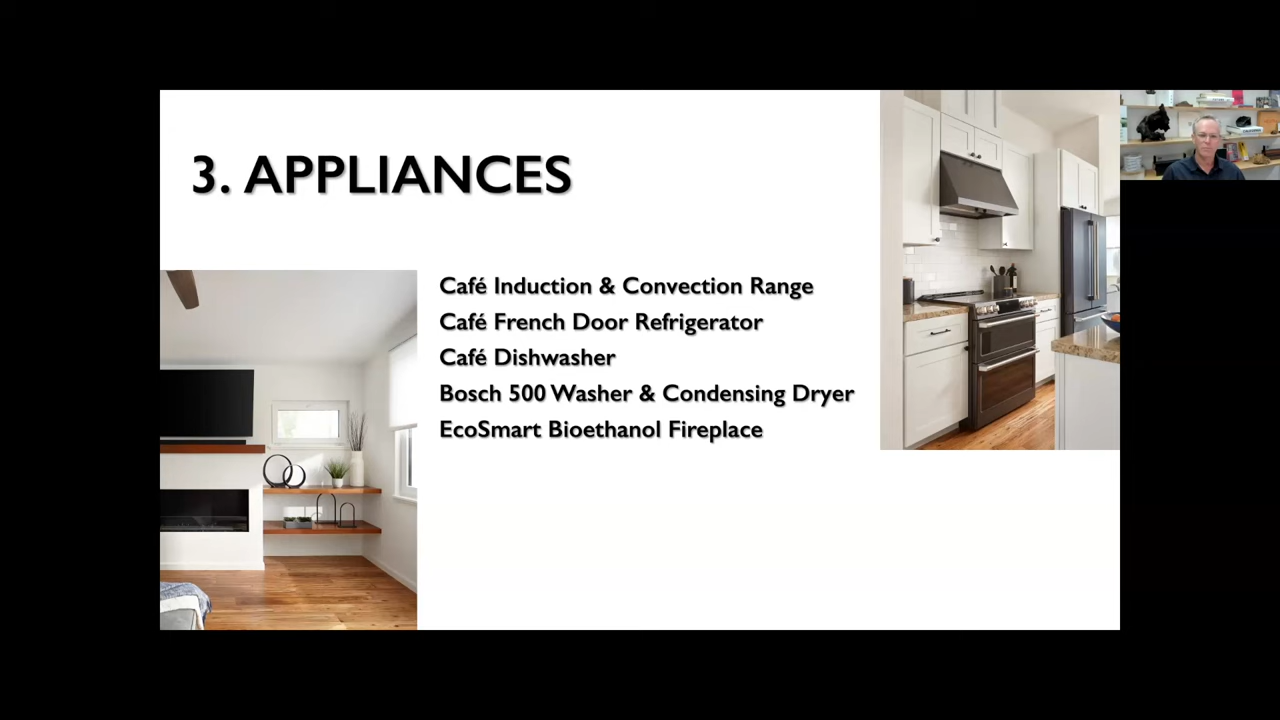 3. APPLIANCES
Café Induction & Convection Range
Café French Door Refrigerator
Café Dishwasher
Bosch 500 Washer & Condensing Dryer
EcoSmart Bioethanol Fireplace